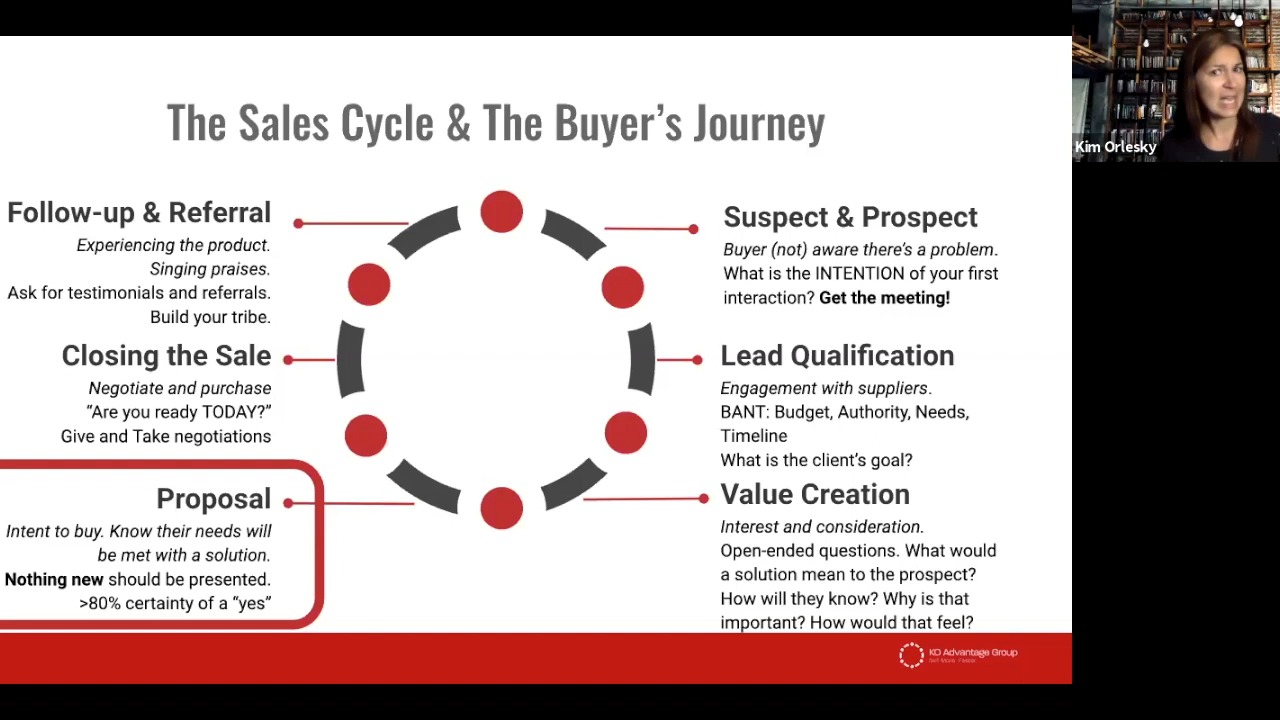 The Sales Cycle & The Buyer's Journey
Kim Orlesky
Follow-up & Referral
Experiencing the product.
Singing praises.
Ask for testimonials and referrals.
Build your tribe.
Closing the Sale
Negotiate and purchase
“Are you ready TODAY?”
Give and Take negotiations
Proposal
Intent to buy. Know their needs will
be met with a solution.
Nothing new should be presented.
>80% certainty of a “yes”
Suspect & Prospect
Buyer (not) aware there's a problem.
What is the INTENTION of your first
interaction? Get the meeting!
Lead Qualification
Engagement with suppliers.
BANT: Budget, Authority, Needs,
Timeline
What is the client's goal?
Value Creation
Interest and consideration.
Open-ended questions. What would
a solution mean to the prospect?
How will they know? Why is that
important? How would that feel?
KO Advantage Group
Sell More. Faster.